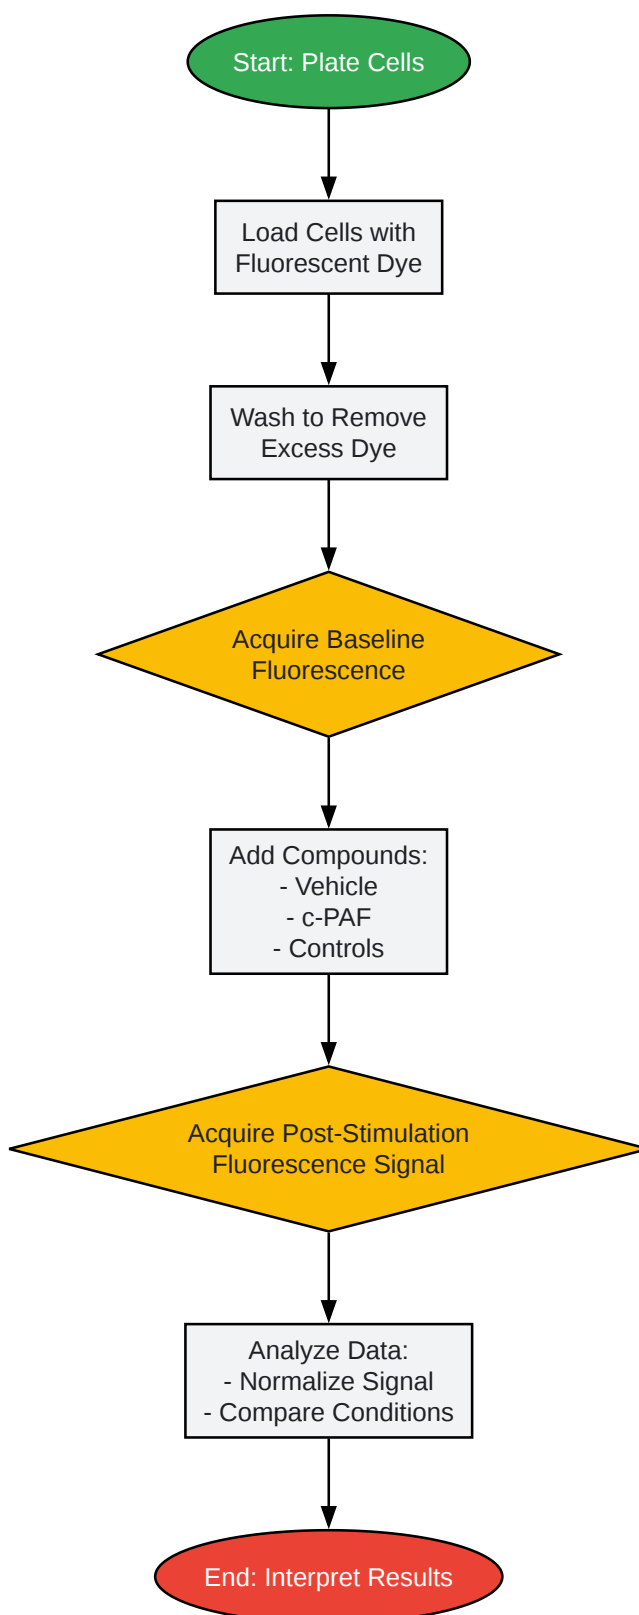 Start: Plate Cells
Load Cells with
Fluorescent Dye
Wash to Remove
Excess Dye
Acquire Baseline
Fluorescence
Add Compounds:
- Vehicle
- c-PAF
- Controls
Acquire Post-Stimulation
Fluorescence Signal
Analyze Data:
- Normalize Signal
- Compare Conditions
End: Interpret Results